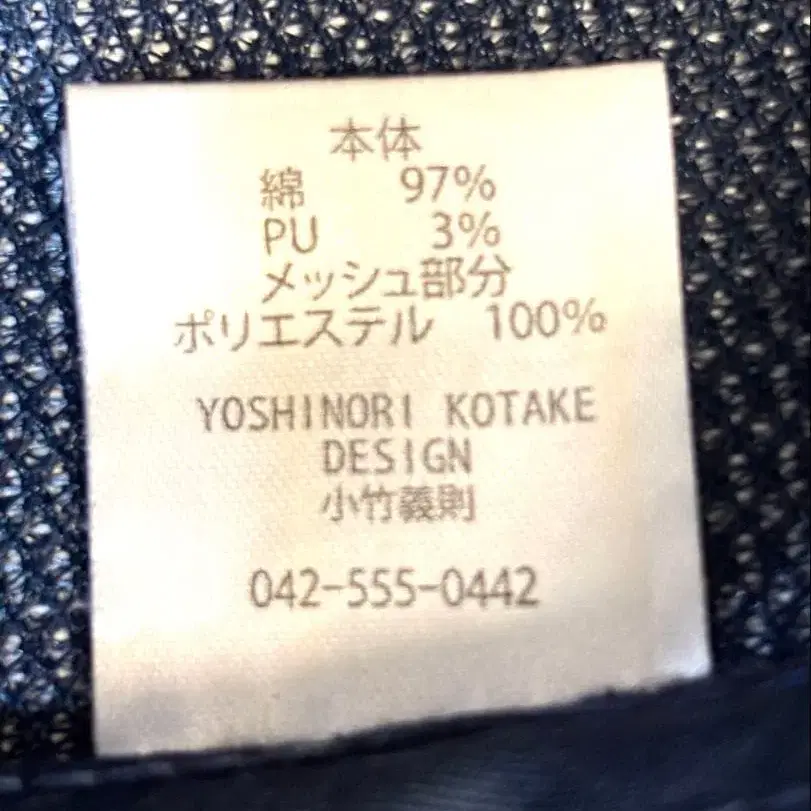 本体
綿 97%
PU 3%
メッシュ部分
ポリエステル 100%
YOSHINORI KOTAKE
DESIGN
小竹義則
042-555-0442